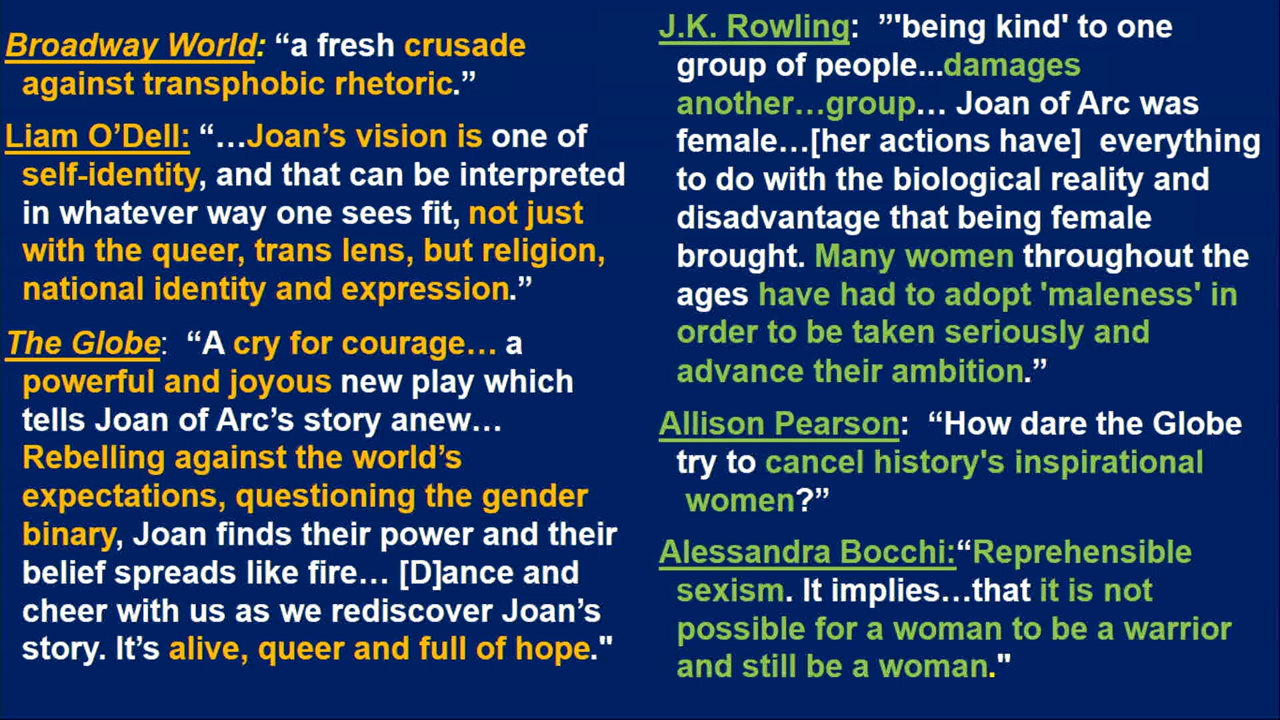 Broadway World: “a fresh crusade
against transphobic rhetoric.”
Liam O’Dell: “…Joan’s vision is one of
self-identity, and that can be interpreted
in whatever way one sees fit, not just
with the queer, trans lens, but religion,
national identity and expression.”
The Globe: “A cry for courage… a
powerful and joyous new play which
tells Joan of Arc’s story anew…
Rebelling against the world’s
expectations, questioning the gender
binary, Joan finds their power and their
belief spreads like fire… [D]ance and
cheer with us as we rediscover Joan’s
story. It’s alive, queer and full of hope."
J.K. Rowling: ”'being kind' to one
group of people...damages
another…group… Joan of Arc was
female…[her actions have] everything
to do with the biological reality and
disadvantage that being female
brought. Many women throughout the
ages have had to adopt 'maleness' in
order to be taken seriously and
advance their ambition.”
Allison Pearson: “How dare the Globe
try to cancel history's inspirational
women?”
Alessandra Bocchi:“Reprehensible
sexism. It implies…that it is not
possible for a woman to be a warrior
and still be a woman."